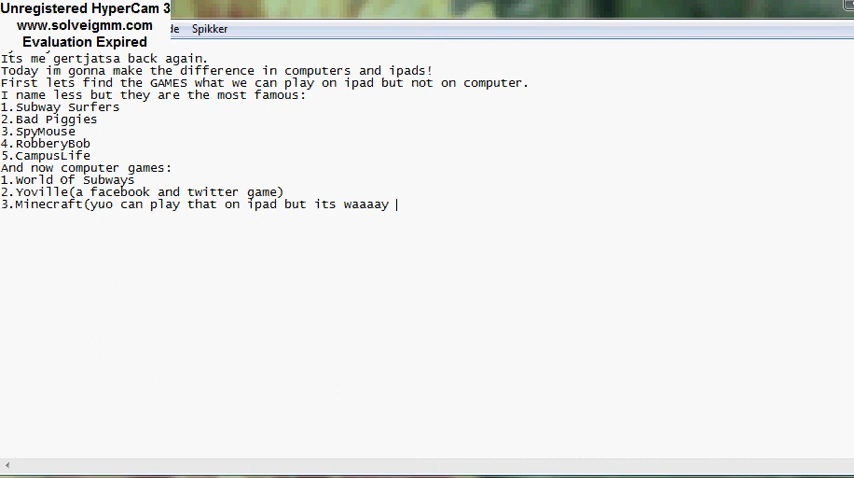 Unregistered HyperCam 3
www.solveigmm.com
Evaluation Expired
de Spikker
Its me gertjatsa back again.
Today im gonna make the difference in computers and ipads!
First lets find the GAMES what we can play on ipad but not on computer.
I name less but they are the most famous:
1.Subway Surfers
2.Bad Piggies
3.SpyMouse
4.RobberyBob
5.CampusLife
And now computer games:
1.World Of Subways
2.Yoville(a facebook and twitter game)
3.Minecraft(yuo can play that on ipad but its waaaay